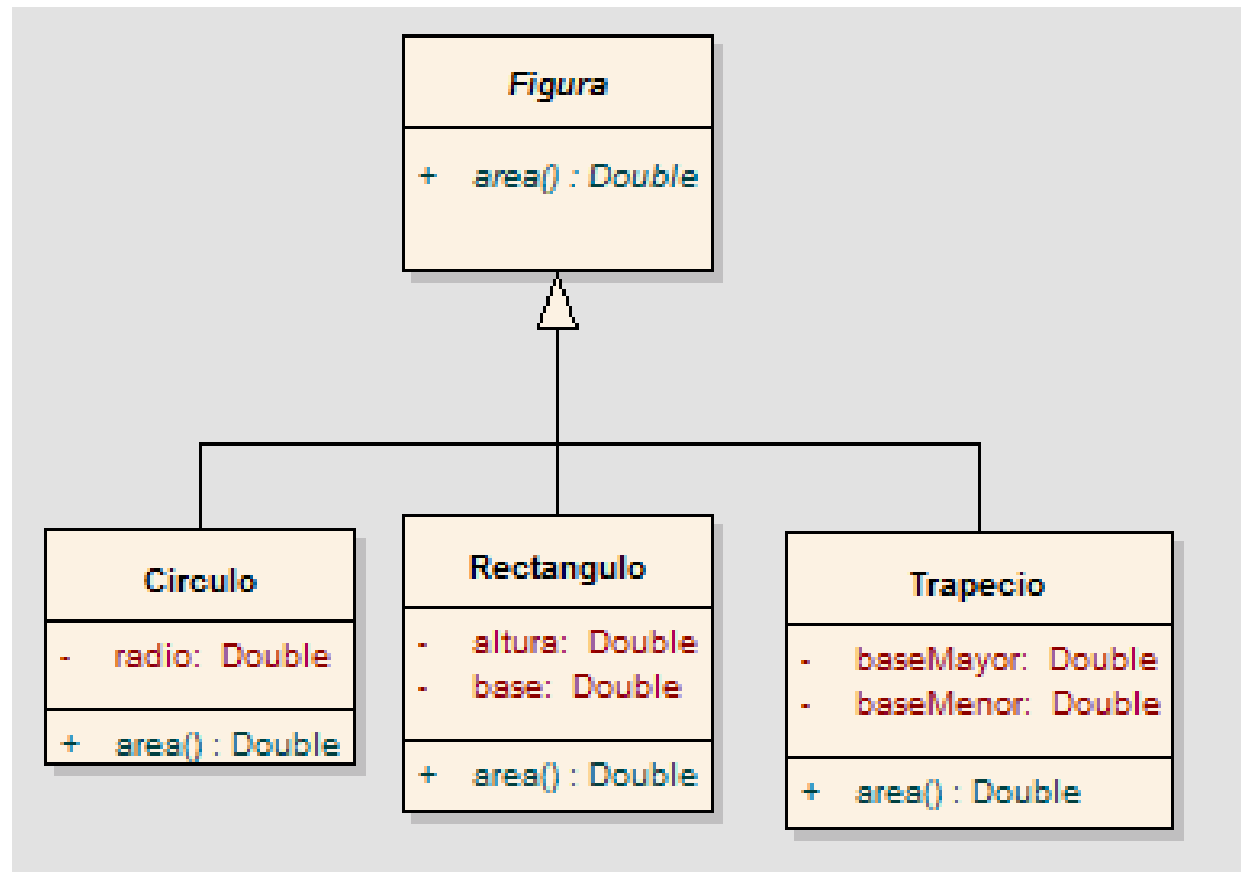 Figura
+ area() : Double
Circulo
- radio: Double
+ area() : Double
Rectangulo
- altura: Double
- base: Double
+ area() : Double
Trapecio
- baseMayor: Double
- baseMenor: Double
+ area() : Double